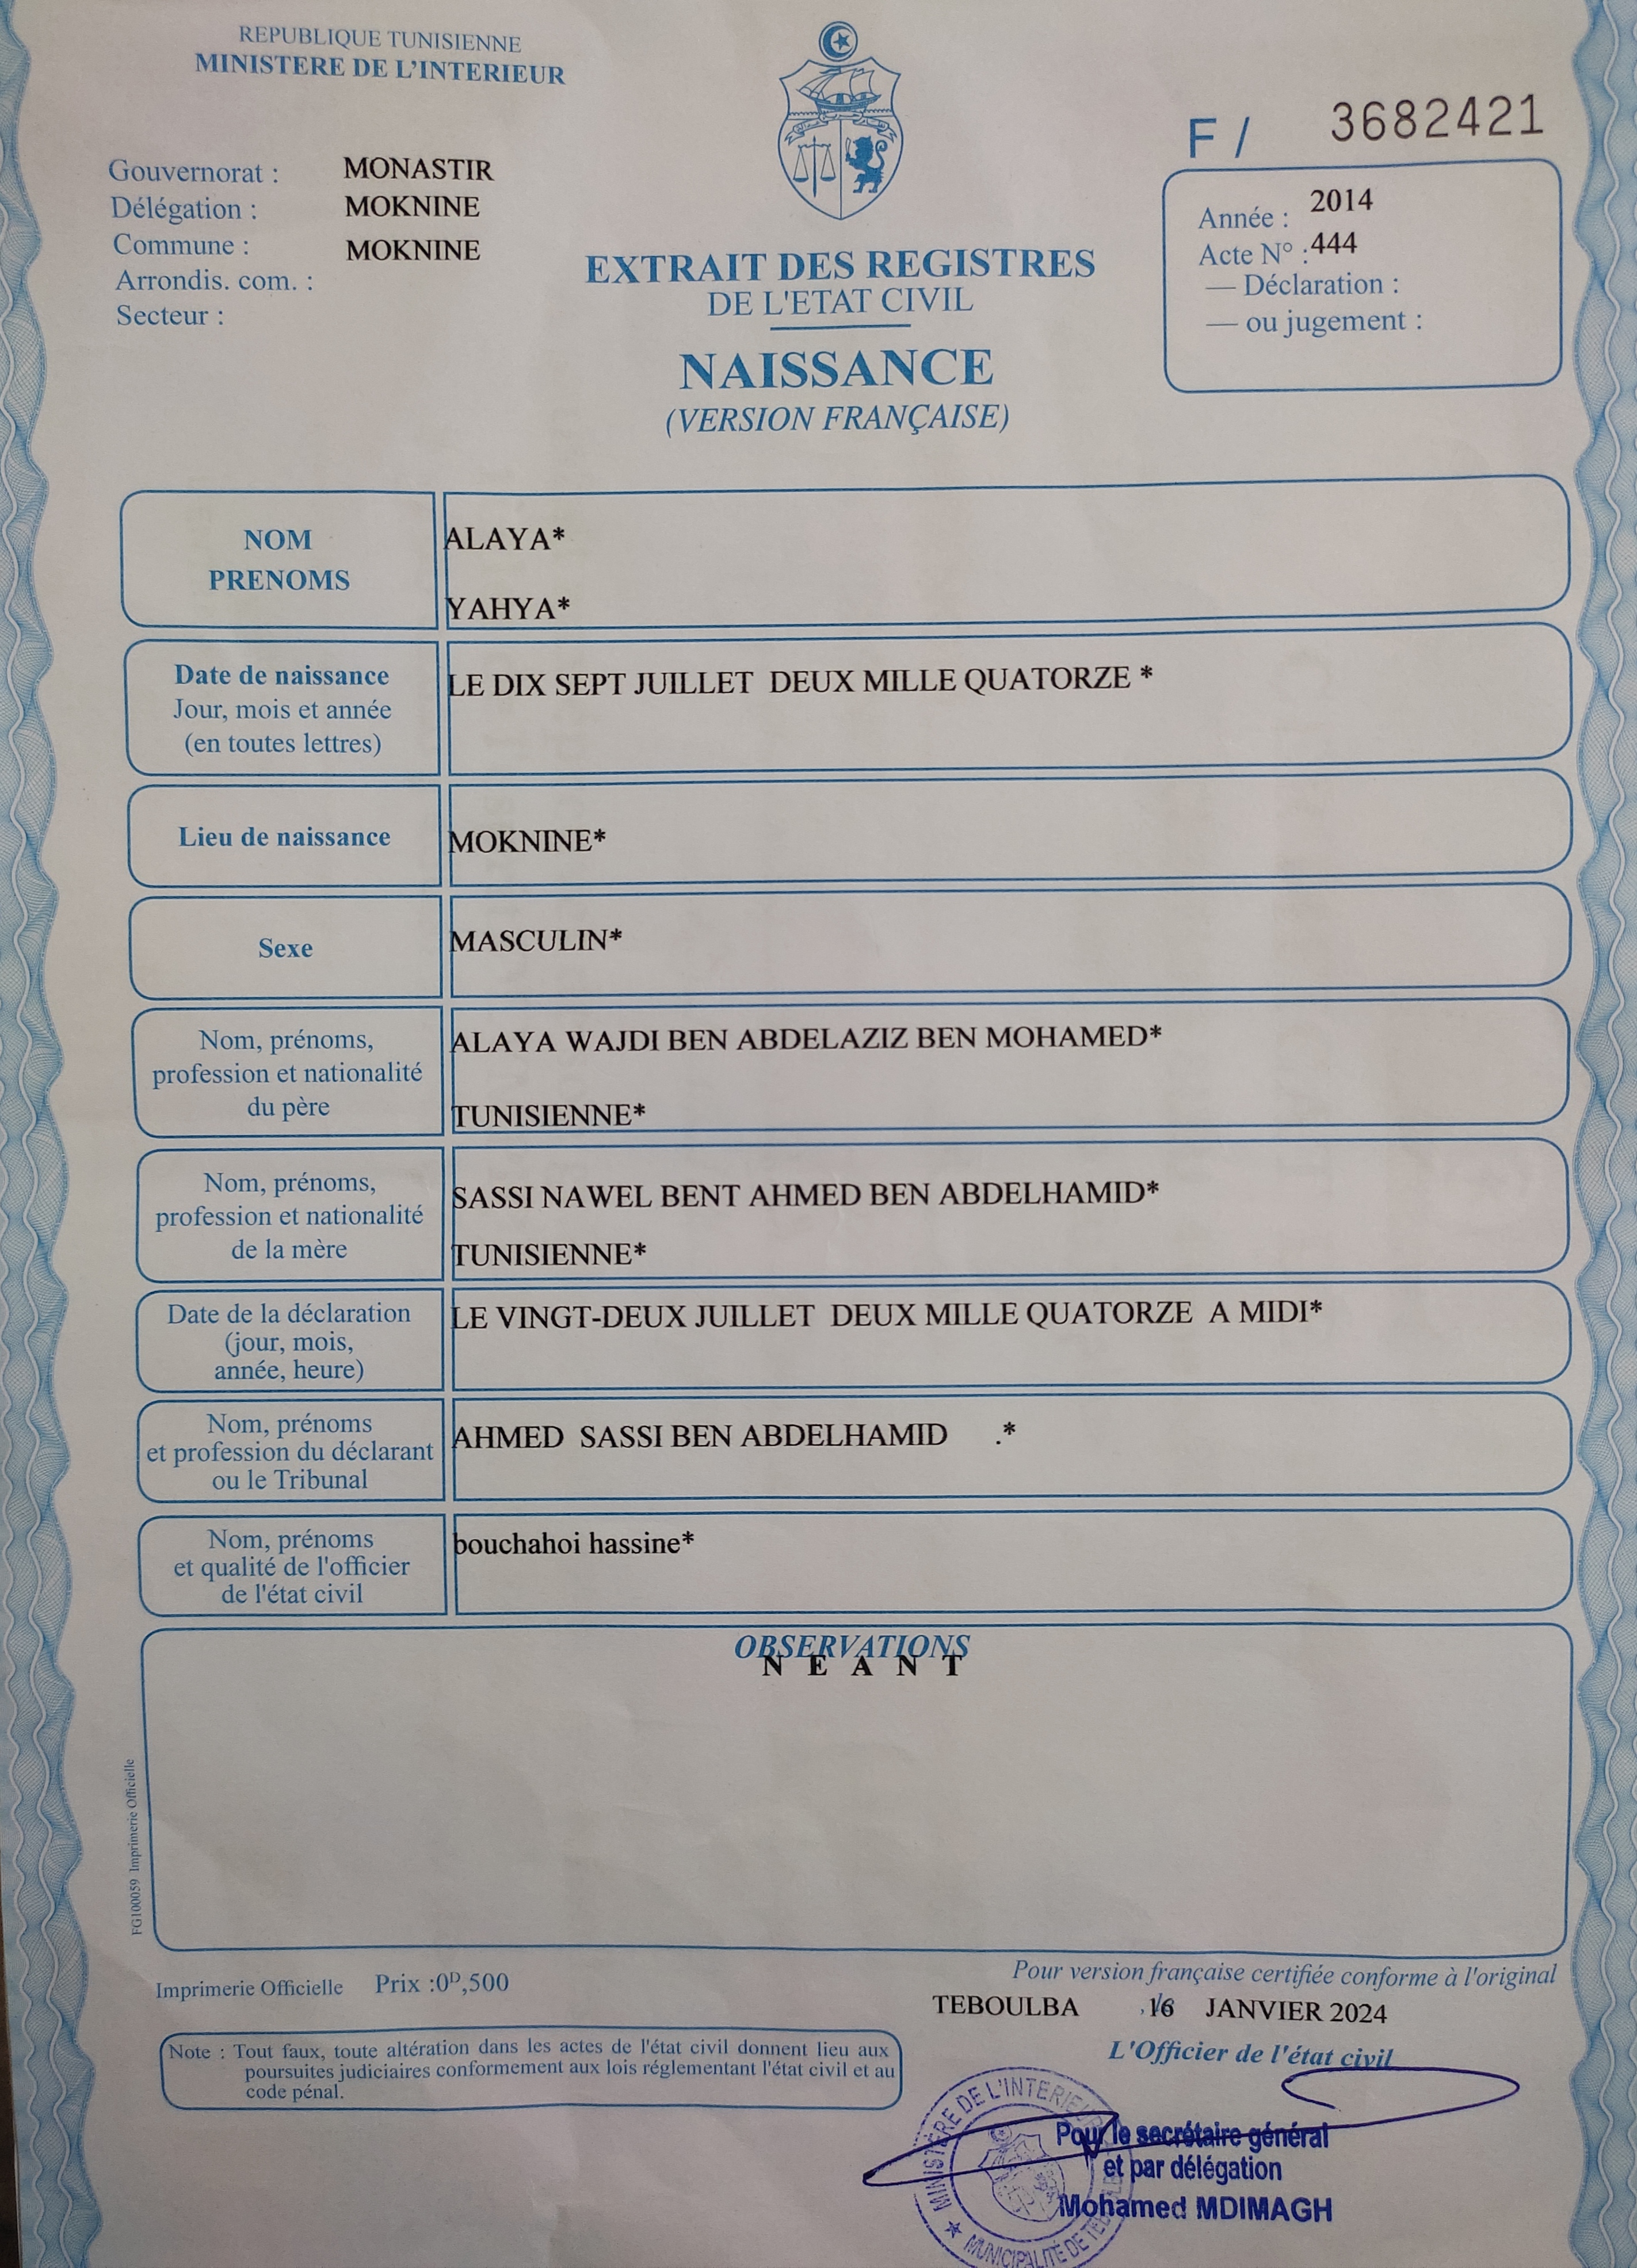 REPUBLIQUE TUNISIENNE
MINISTERE DE L'INTERIEUR
F / 3682421
Gouvernorat : MONASTIR
Délégation : MOKNINE
Commune : MOKNINE
Arrondis. com. :
Secteur :
Année : 2014
Acte N° : 444
— Déclaration :
— ou jugement :
EXTRAIT DES REGISTRES
DE L'ETAT CIVIL
NAISSANCE
(VERSION FRANÇAISE)
NOM
PRENOMS
ALAYA*
YAHYA*
Date de naissance
Jour, mois et année
(en toutes lettres)
LE DIX SEPT JUILLET DEUX MILLE QUATORZE *
Lieu de naissance
MOKNINE*
Sexe
MASCULIN*
Nom, prénoms,
profession et nationalité
du père
ALAYA WAJDI BEN ABDELAZIZ BEN MOHAMED*
TUNISIENNE*
Nom, prénoms,
profession et nationalité
de la mère
SASSI NAWEL BENT AHMED BEN ABDELHAMID*
TUNISIENNE*
Date de la déclaration
(jour, mois,
année, heure)
LE VINGT-DEUX JUILLET DEUX MILLE QUATORZE A MIDI*
Nom, prénoms
et profession du déclarant
ou le Tribunal
AHMED SASSI BEN ABDELHAMID .*
Nom, prénoms
et qualité de l'officier
de l'état civil
bouchahoi hassine*
OBSERVATIONS
N E A N T
FG100059 Imprimerie Officielle
Imprimerie Officielle Prix :0ᴰ,500
Pour version française certifiée conforme à l'original
TEBOULBA 16 JANVIER 2024
L'Officier de l'état civil
Note : Tout faux, toute altération dans les actes de l'état civil donnent lieu aux
poursuites judiciaires conformement aux lois réglementant l'état civil et au
code pénal.
MINISTÈRE DE L'INTERIEUR
Pour le secrétaire général
et par délégation
Mohamed MDIMAGH
MUNICIPALITÉ DE